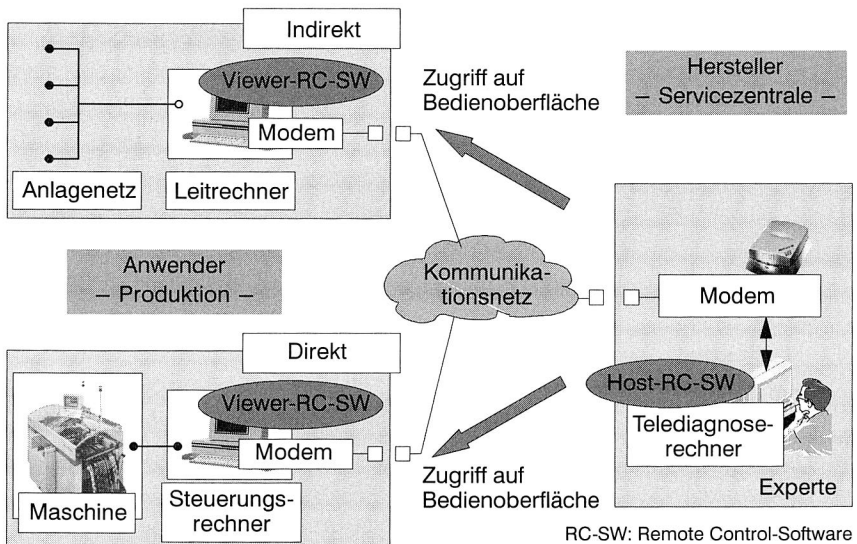 Indirekt
Viewer-RC-SW
Modem
Anlagenetz
Leitrechner
Zugriff auf
Bedienoberfläche
Hersteller
– Servicezentrale –
Anwender
– Produktion –
Kommunika-
tionsnetz
Modem
Host-RC-SW
Telediagnose-
rechner
Experte
Direkt
Viewer-RC-SW
Modem
Maschine
Steuerungs-
rechner
Zugriff auf
Bedienoberfläche
RC-SW: Remote Control-Software